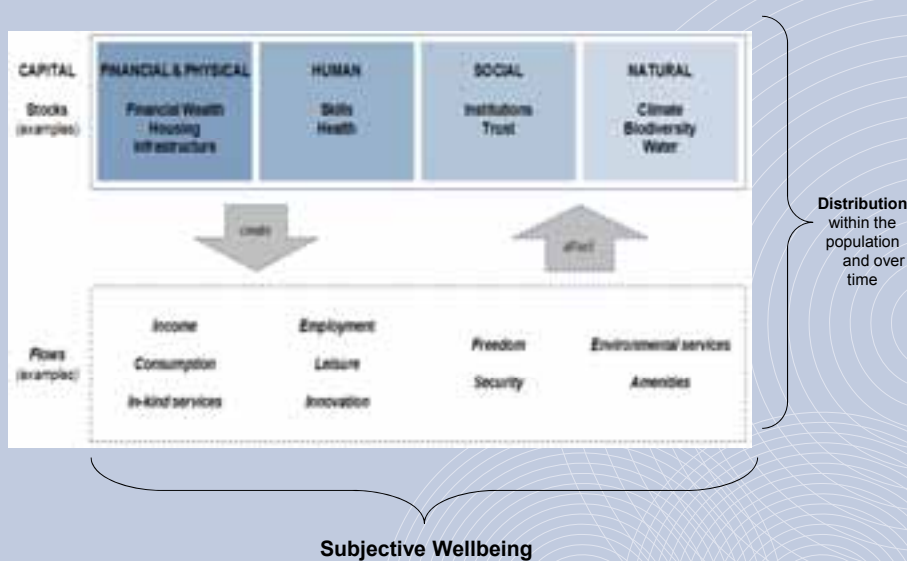 CAPITAL
Stocks
(examples)
FINANCIAL & PHYSICAL
Financial Wealth
Housing
Infrastructure
HUMAN
Skills
Health
SOCIAL
Institutions
Trust
NATURAL
Climate
Biodiversity
Water
create
affect
Distribution
within the
population
and over
time
Flows
(examples)
Income
Consumption
In-kind services
Employment
Leisure
Innovation
Freedom
Security
Environmental services
Amenities
Subjective Wellbeing